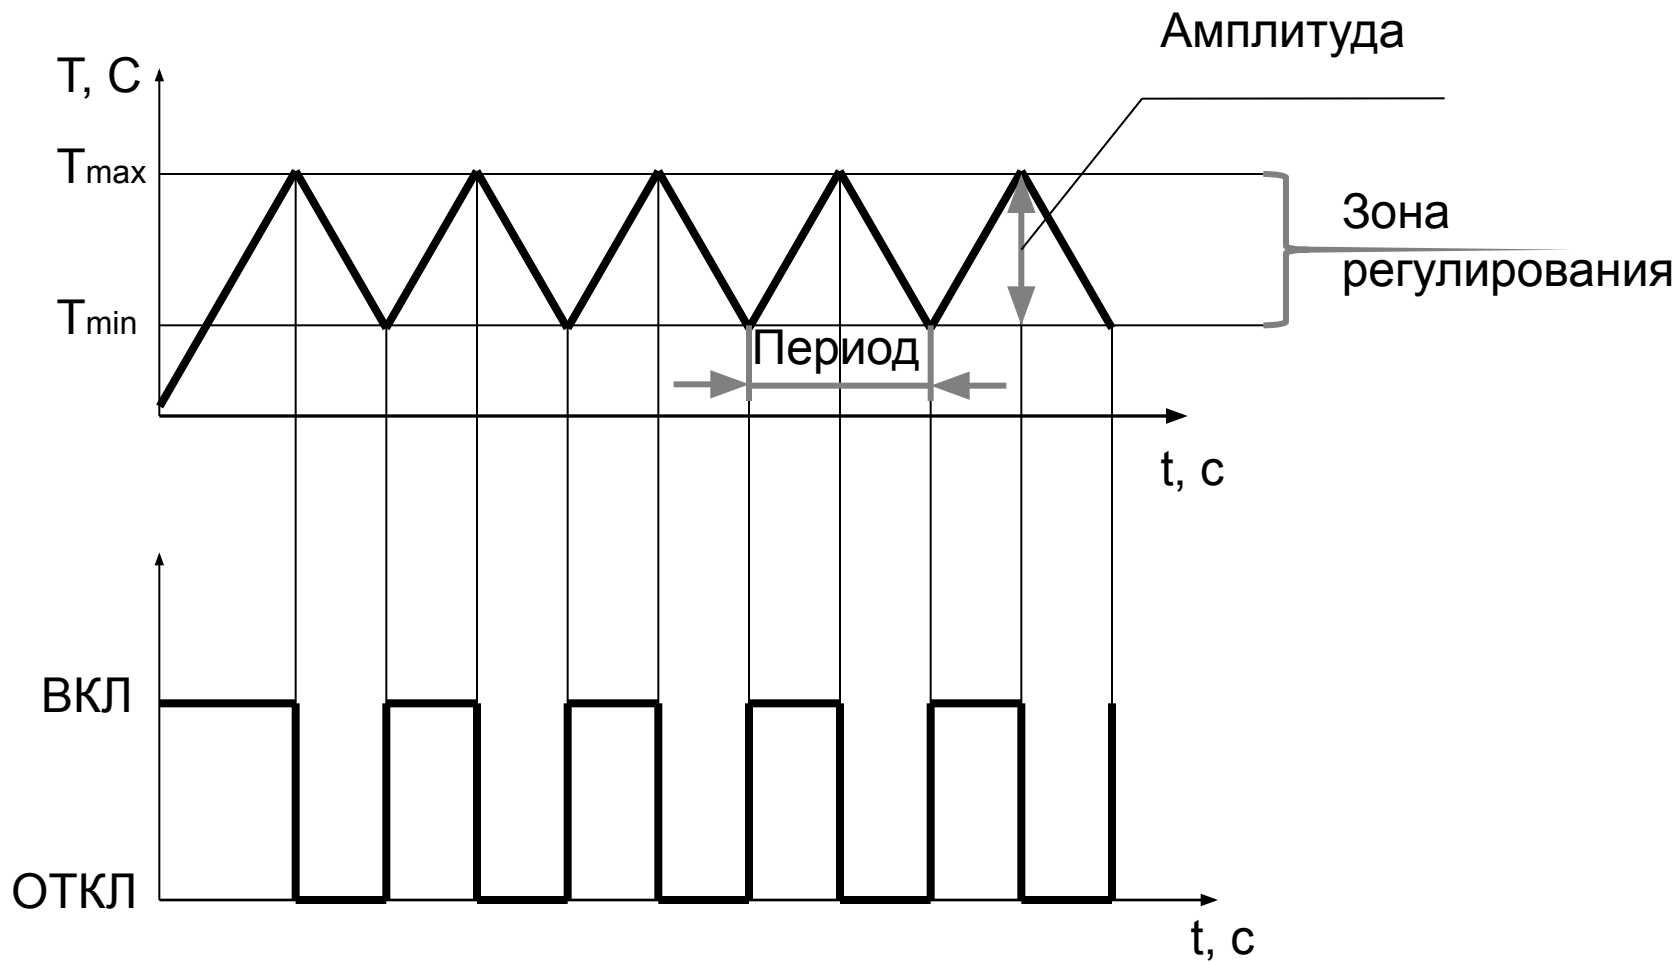 Амплитуда
T, C
Tmax
Зона
регулирования
Tmin
Период
t, c
ВКЛ
ОТКЛ
t, c